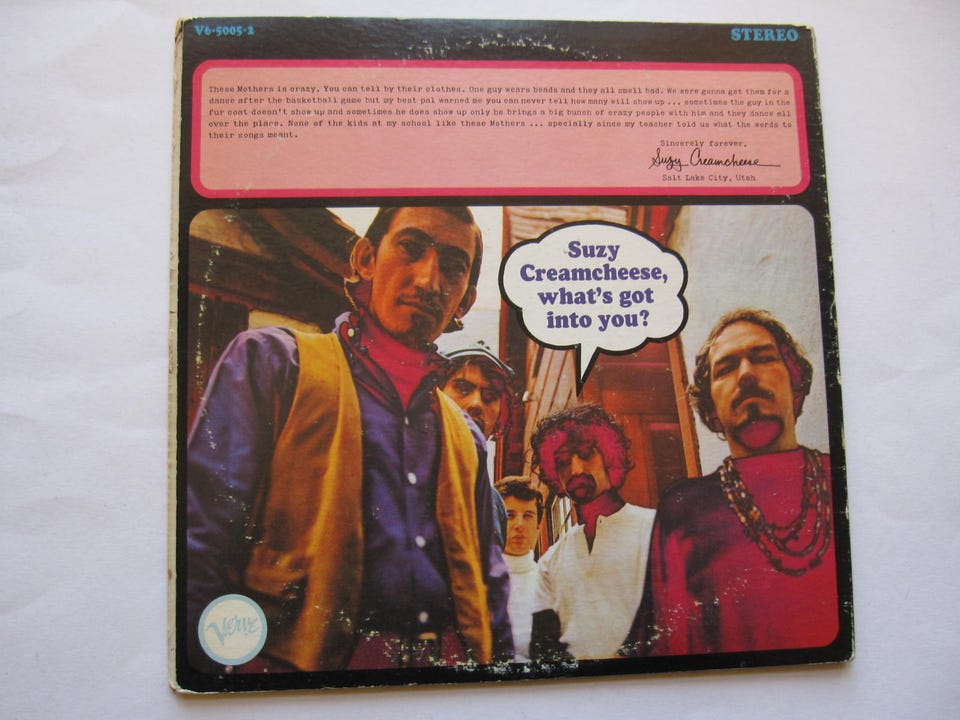 V6-5005-2
STEREO
These Mothers is crazy. You can tell by their clothes. One guy wears beads and they all smell bad. We were gonna get them for a
dance after the basketball game but my best pal warned me you can never tell how many will show up ... sometimes the guy in the
fur coat doesn't show up and sometimes he does show up only he brings a big bunch of crazy people with him and they dance all
over the place. None of the kids at my school like these Mothers ... specially since my teacher told us what the words to
their songs meant.
Sincerely forever,
Suzy Creamcheese
Salt Lake City, Utah
Suzy
Creamcheese,
what's got
into you?
Verve